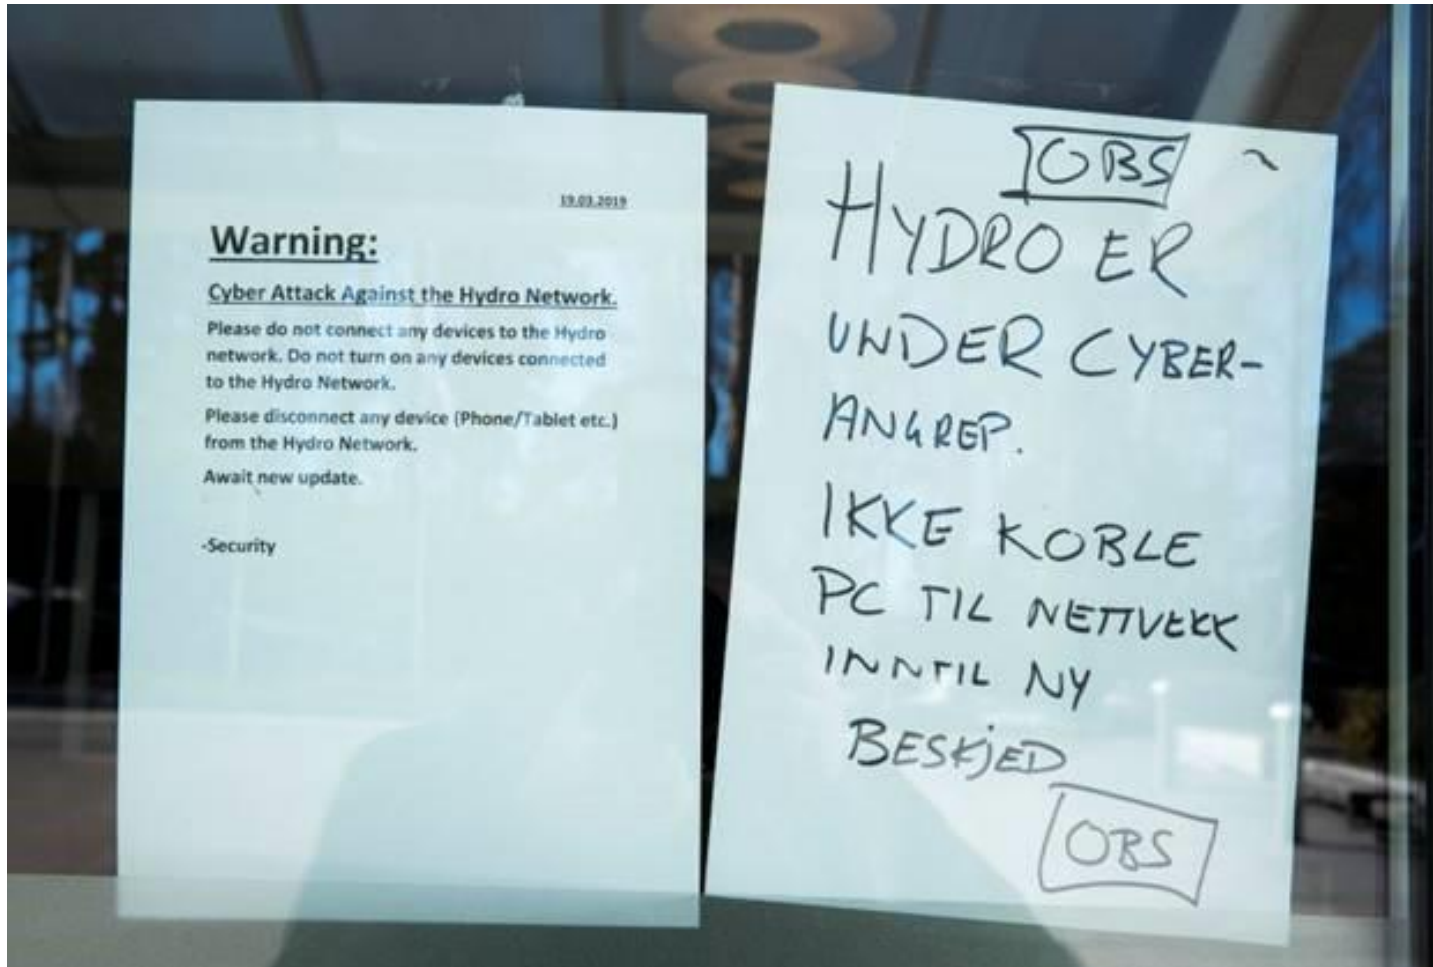 19.03.2019
Warning:
Cyber Attack Against the Hydro Network.
Please do not connect any devices to the Hydro
network. Do not turn on any devices connected
to the Hydro Network.
Please disconnect any device (Phone/Tablet etc.)
from the Hydro Network.
Await new update.
-Security
OBS
HYDRO ER
UNDER CYBER-
ANGREP.
IKKE KOBLE
PC TIL NETTVERK
INNTIL NY
BESKJED
OBS